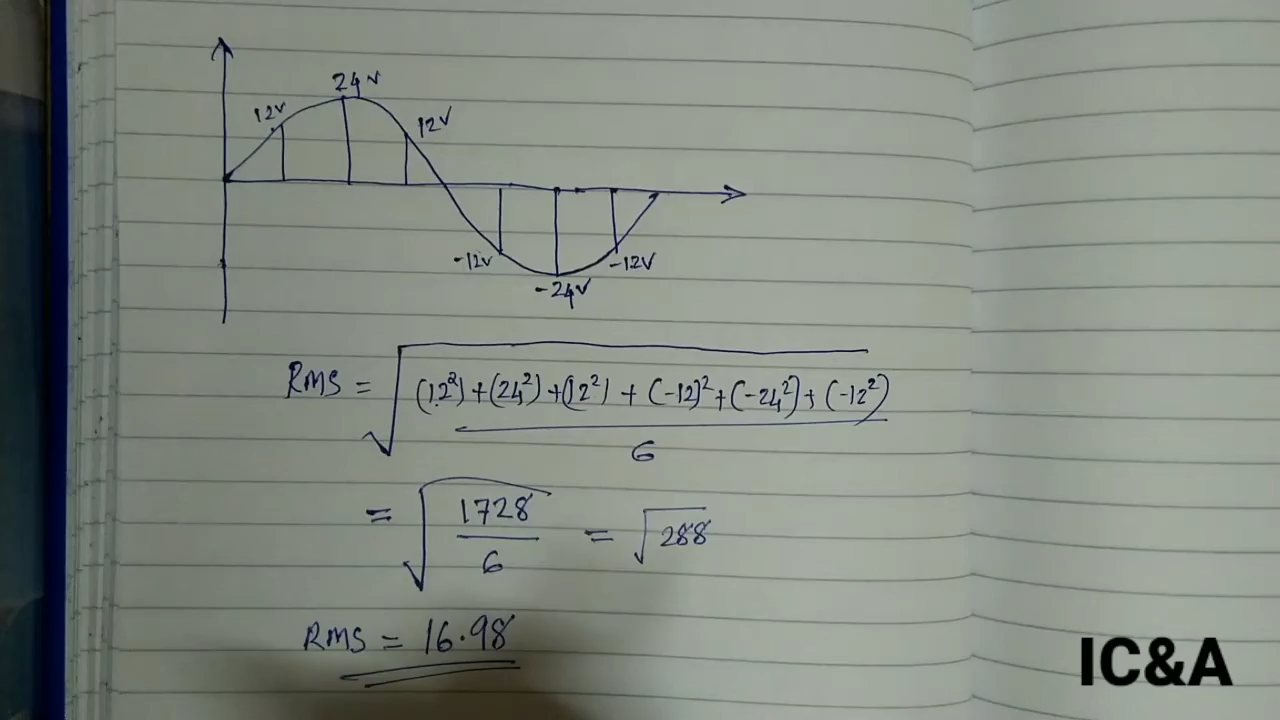 24V
12V
12V
-12V
-24V
-12V
RMS = √((12²)+(24²)+(12²) + (-12)²+(-24²)+(-12²))
6
= √(1728/6) = √288
RMS = 16.98
IC&A